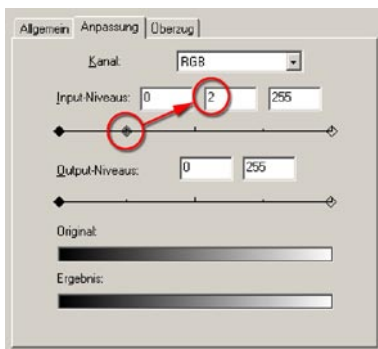 Allgemein Anpassung Überzug
Kanal: RGB
Input-Niveaus: 0 2 255
Output-Niveaus: 0 255
Original:
Ergebnis: